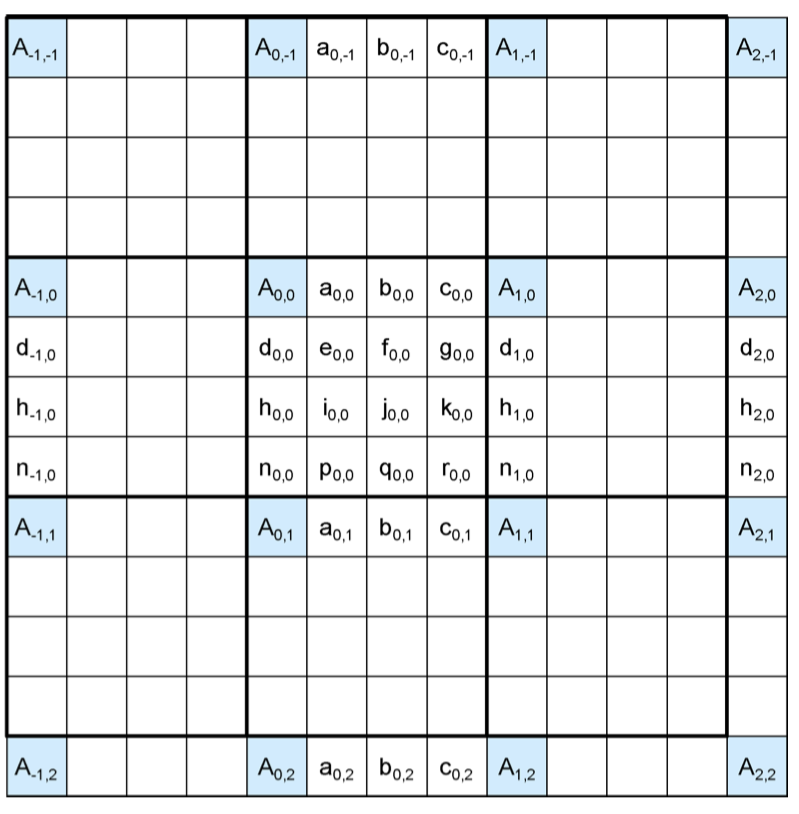 A₋₁,₋₁ A₀,₋₁ a₀,₋₁ b₀,₋₁ c₀,₋₁ A₁,₋₁ A₂,₋₁
A₋₁,₀ A₀,₀ a₀,₀ b₀,₀ c₀,₀ A₁,₀ A₂,₀
d₋₁,₀ d₀,₀ e₀,₀ f₀,₀ g₀,₀ d₁,₀ d₂,₀
h₋₁,₀ h₀,₀ i₀,₀ j₀,₀ k₀,₀ h₁,₀ h₂,₀
n₋₁,₀ n₀,₀ p₀,₀ q₀,₀ r₀,₀ n₁,₀ n₂,₀
A₋₁,₁ A₀,₁ a₀,₁ b₀,₁ c₀,₁ A₁,₁ A₂,₁
A₋₁,₂ A₀,₂ a₀,₂ b₀,₂ c₀,₂ A₁,₂ A₂,₂